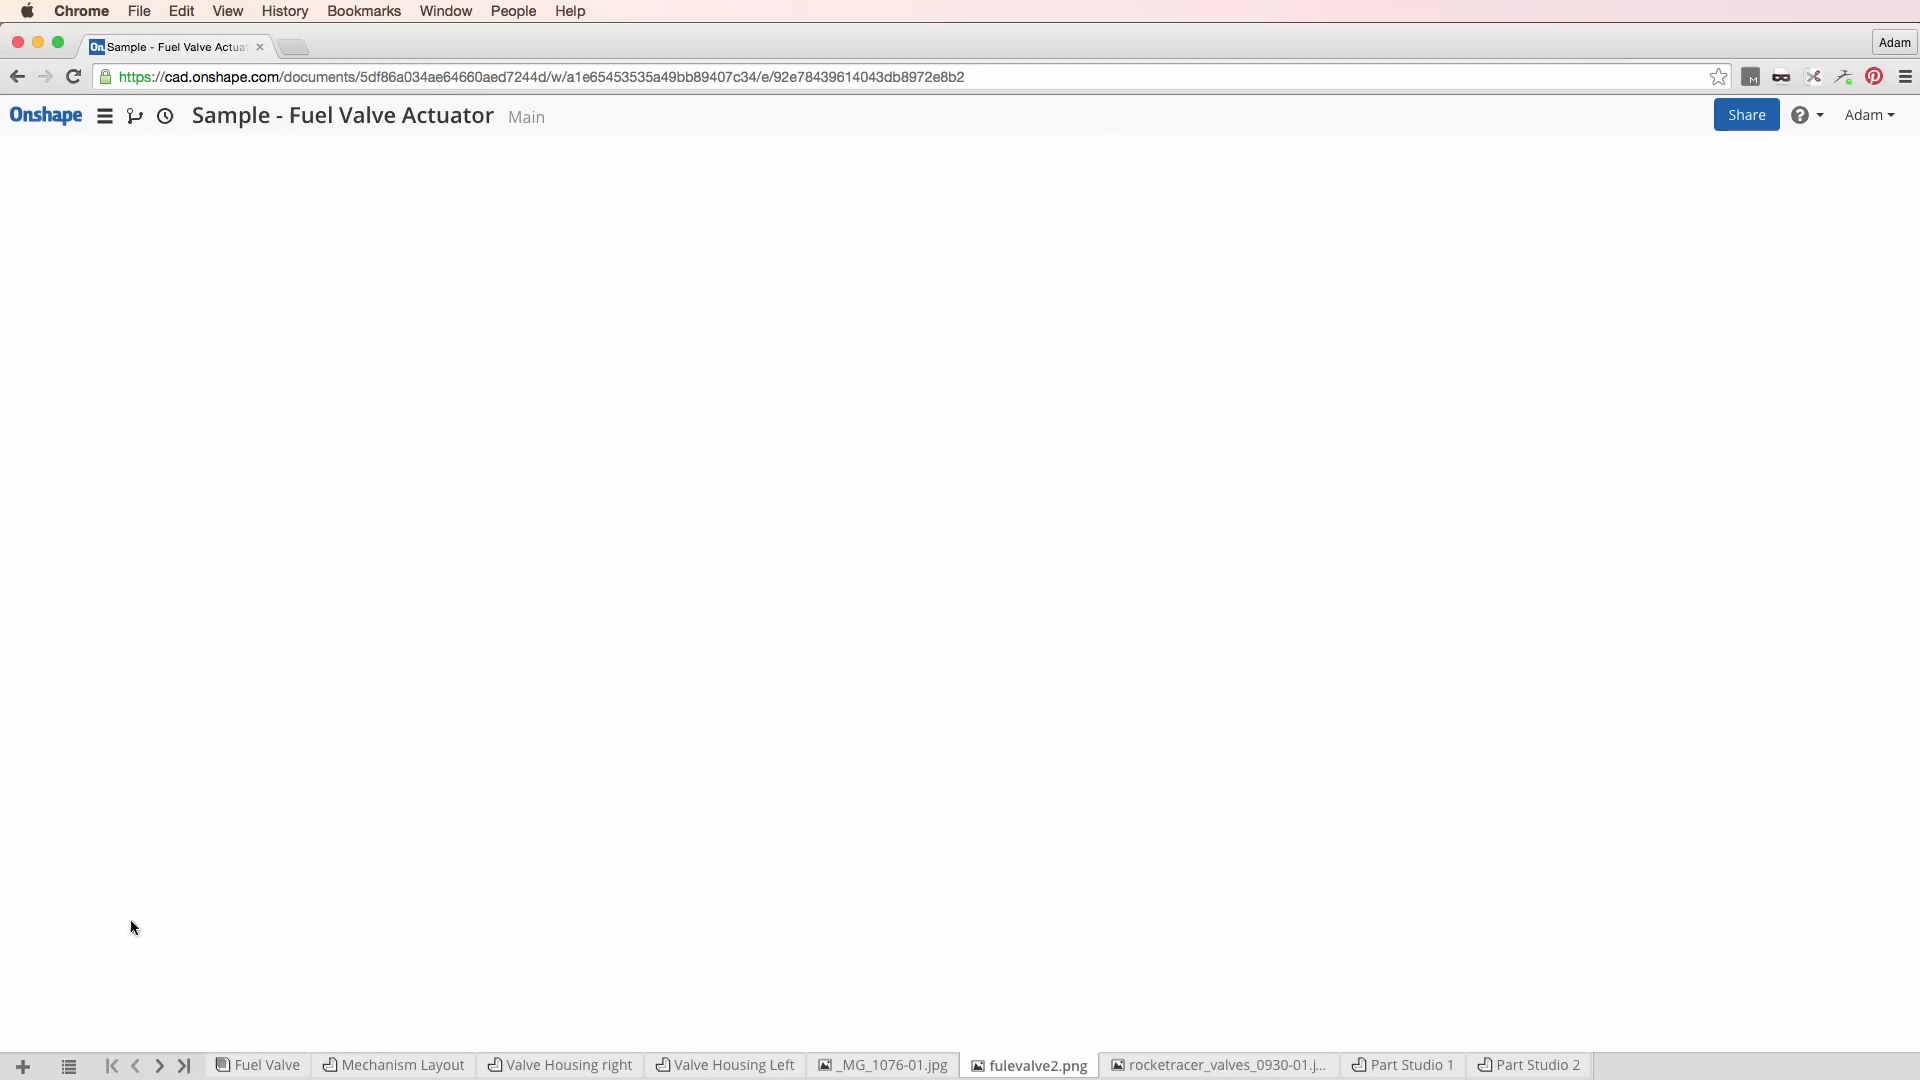 Chrome File Edit View History Bookmarks Window People Help
On Sample - Fuel Valve Actuat Adam
https://cad.onshape.com/documents/5df86a034ae64660aed7244d/w/a1e65453535a49bb89407c34/e/92e78439614043db8972e8b2 M
Onshape Sample - Fuel Valve Actuator Main Share ? Adam
Fuel Valve Mechanism Layout Valve Housing right Valve Housing Left _MG_1076-01.jpg fulevalve2.png rocketracer_valves_0930-01.j... Part Studio 1 Part Studio 2